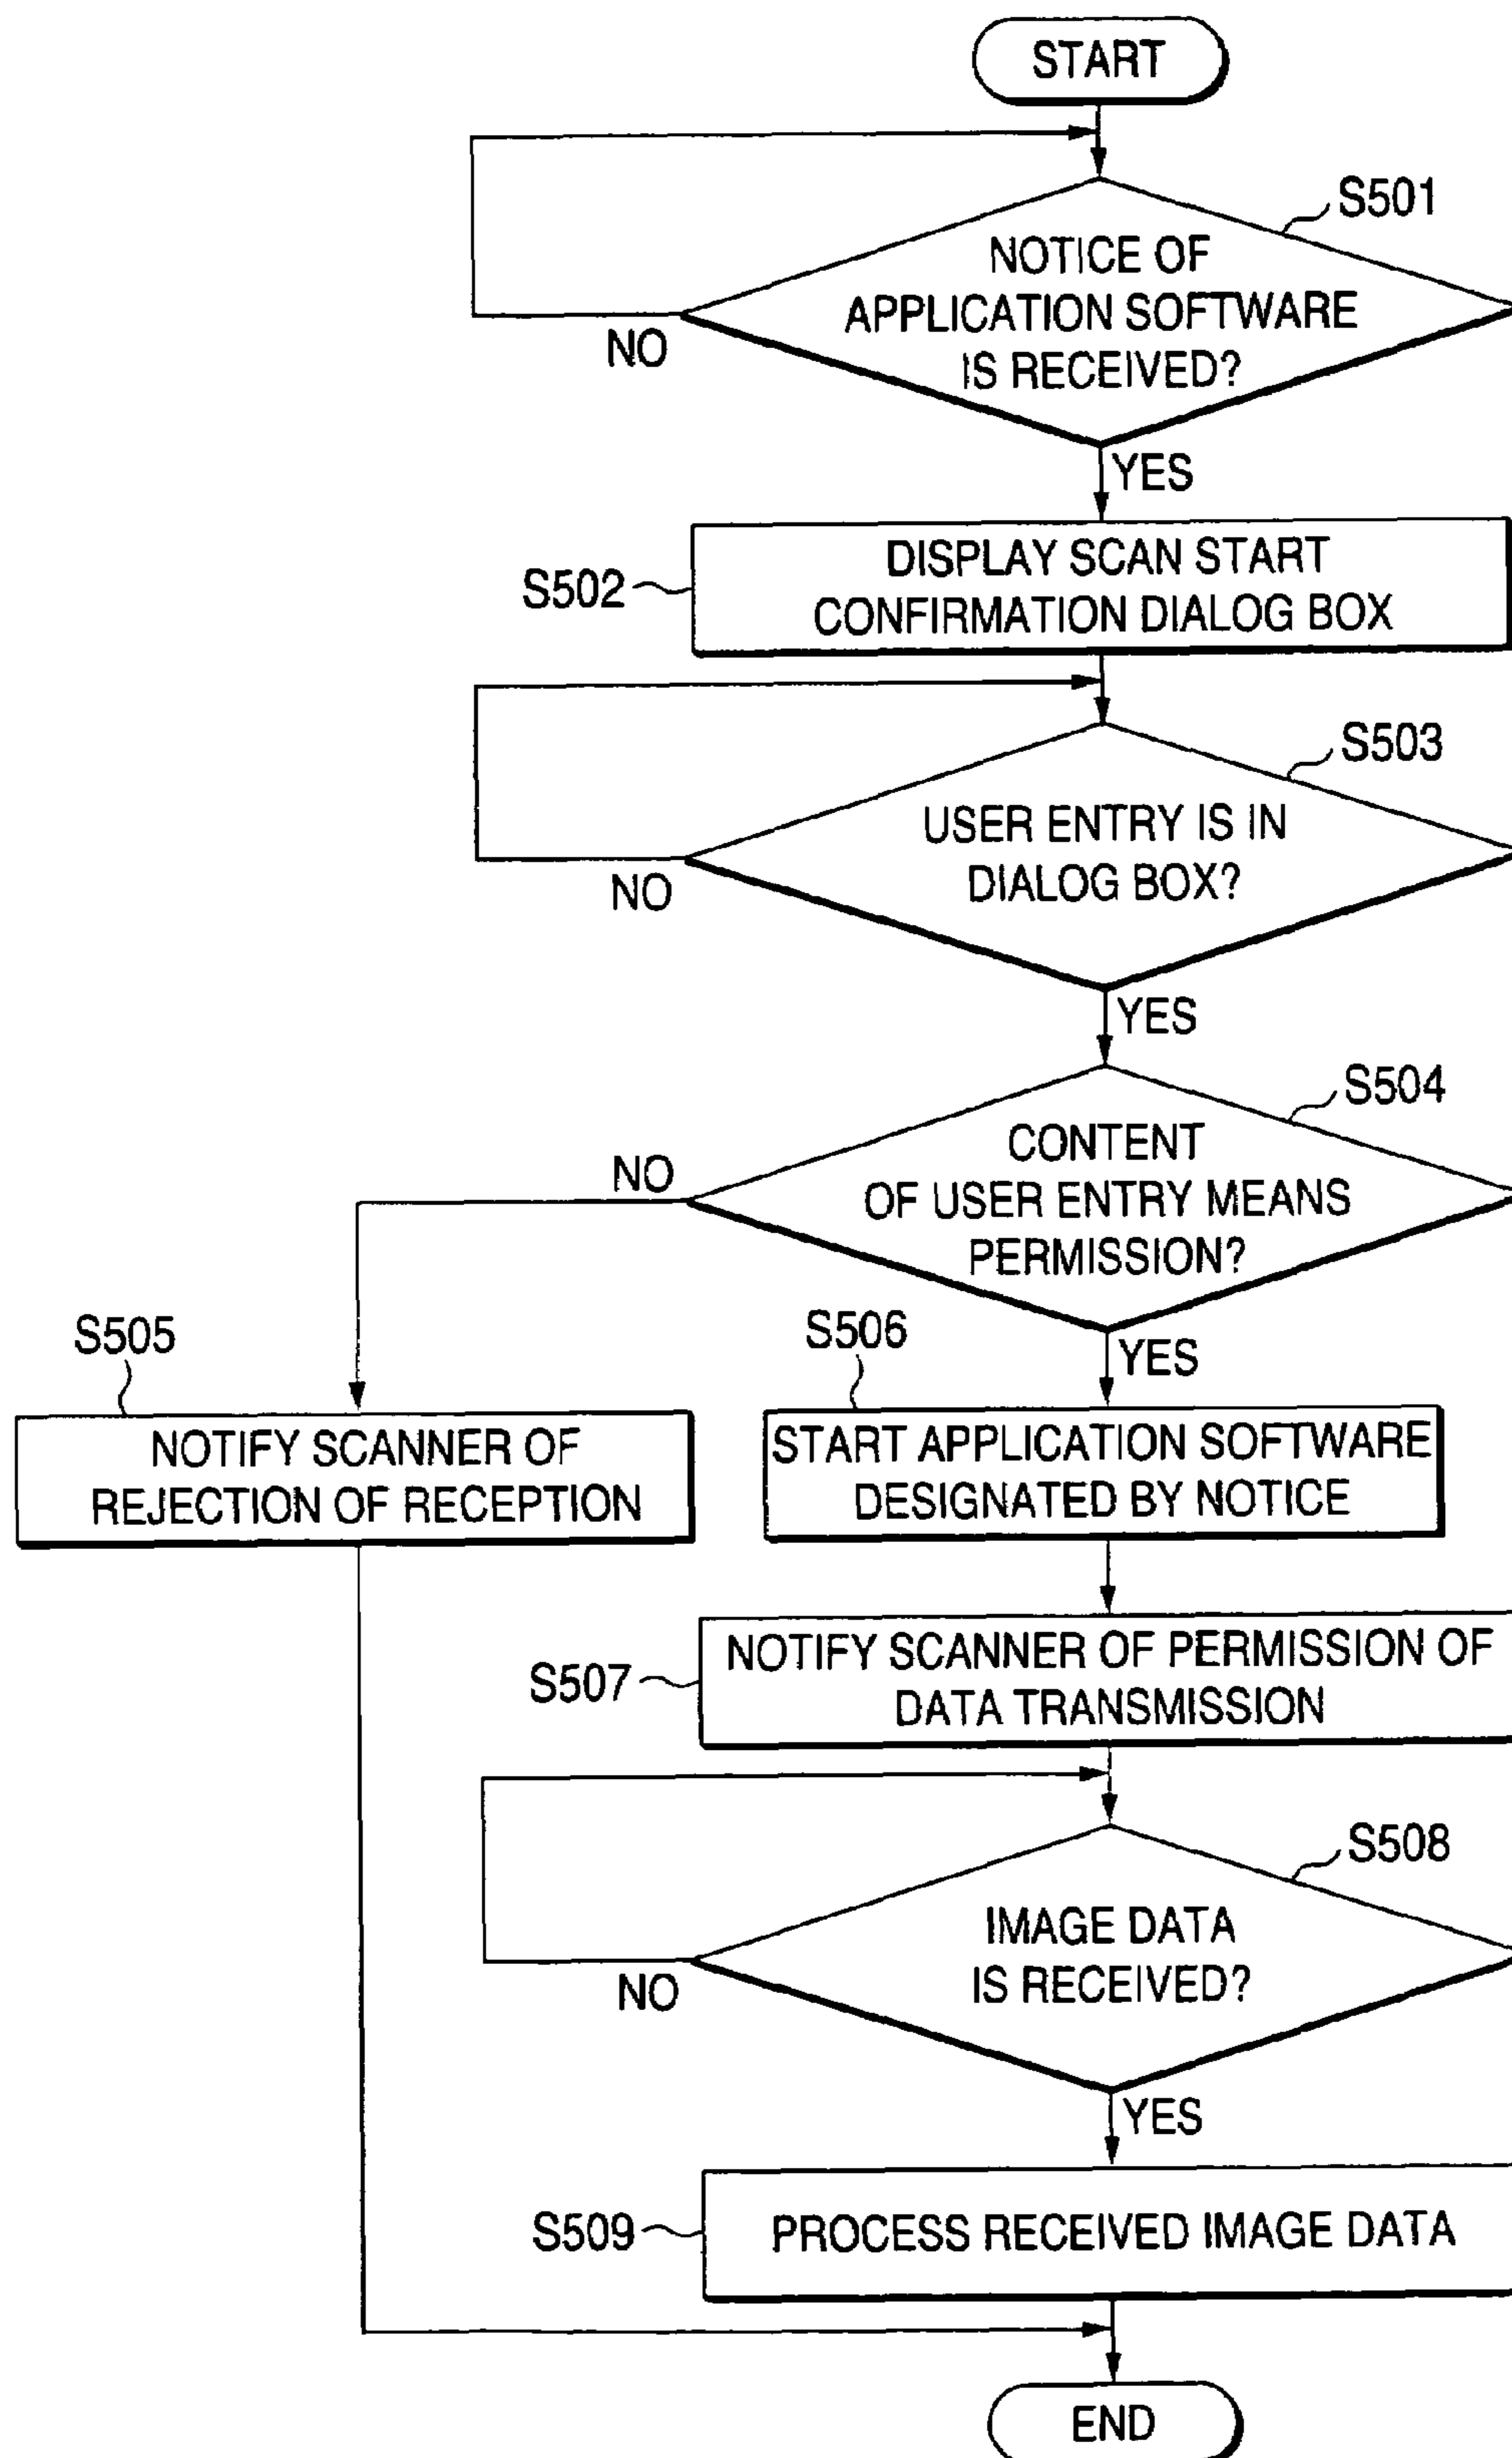 START
S501
NOTICE OF
APPLICATION SOFTWARE
IS RECEIVED?
NO
YES
S502
DISPLAY SCAN START
CONFIRMATION DIALOG BOX
S503
USER ENTRY IS IN
DIALOG BOX?
NO
YES
S504
CONTENT
OF USER ENTRY MEANS
PERMISSION?
NO
YES
S505
NOTIFY SCANNER OF
REJECTION OF RECEPTION
S506
START APPLICATION SOFTWARE
DESIGNATED BY NOTICE
S507
NOTIFY SCANNER OF PERMISSION OF
DATA TRANSMISSION
S508
IMAGE DATA
IS RECEIVED?
NO
YES
S509
PROCESS RECEIVED IMAGE DATA
END